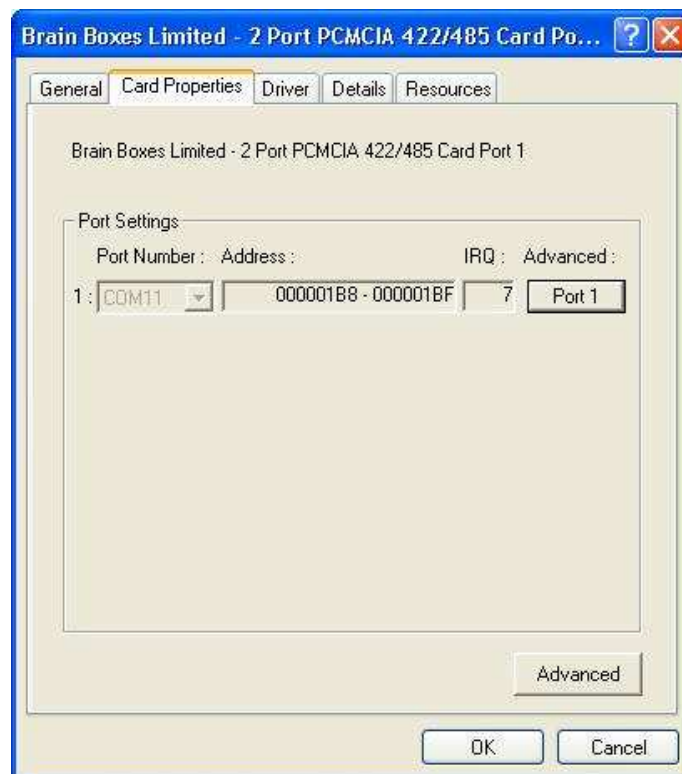 Brain Boxes Limited - 2 Port PCMCIA 422/485 Card Po...
General Card Properties Driver Details Resources
Brain Boxes Limited - 2 Port PCMCIA 422/485 Card Port 1
Port Settings
Port Number : Address : IRQ : Advanced :
1 : COM11 000001B8 - 000001BF 7 Port 1
Advanced
OK Cancel